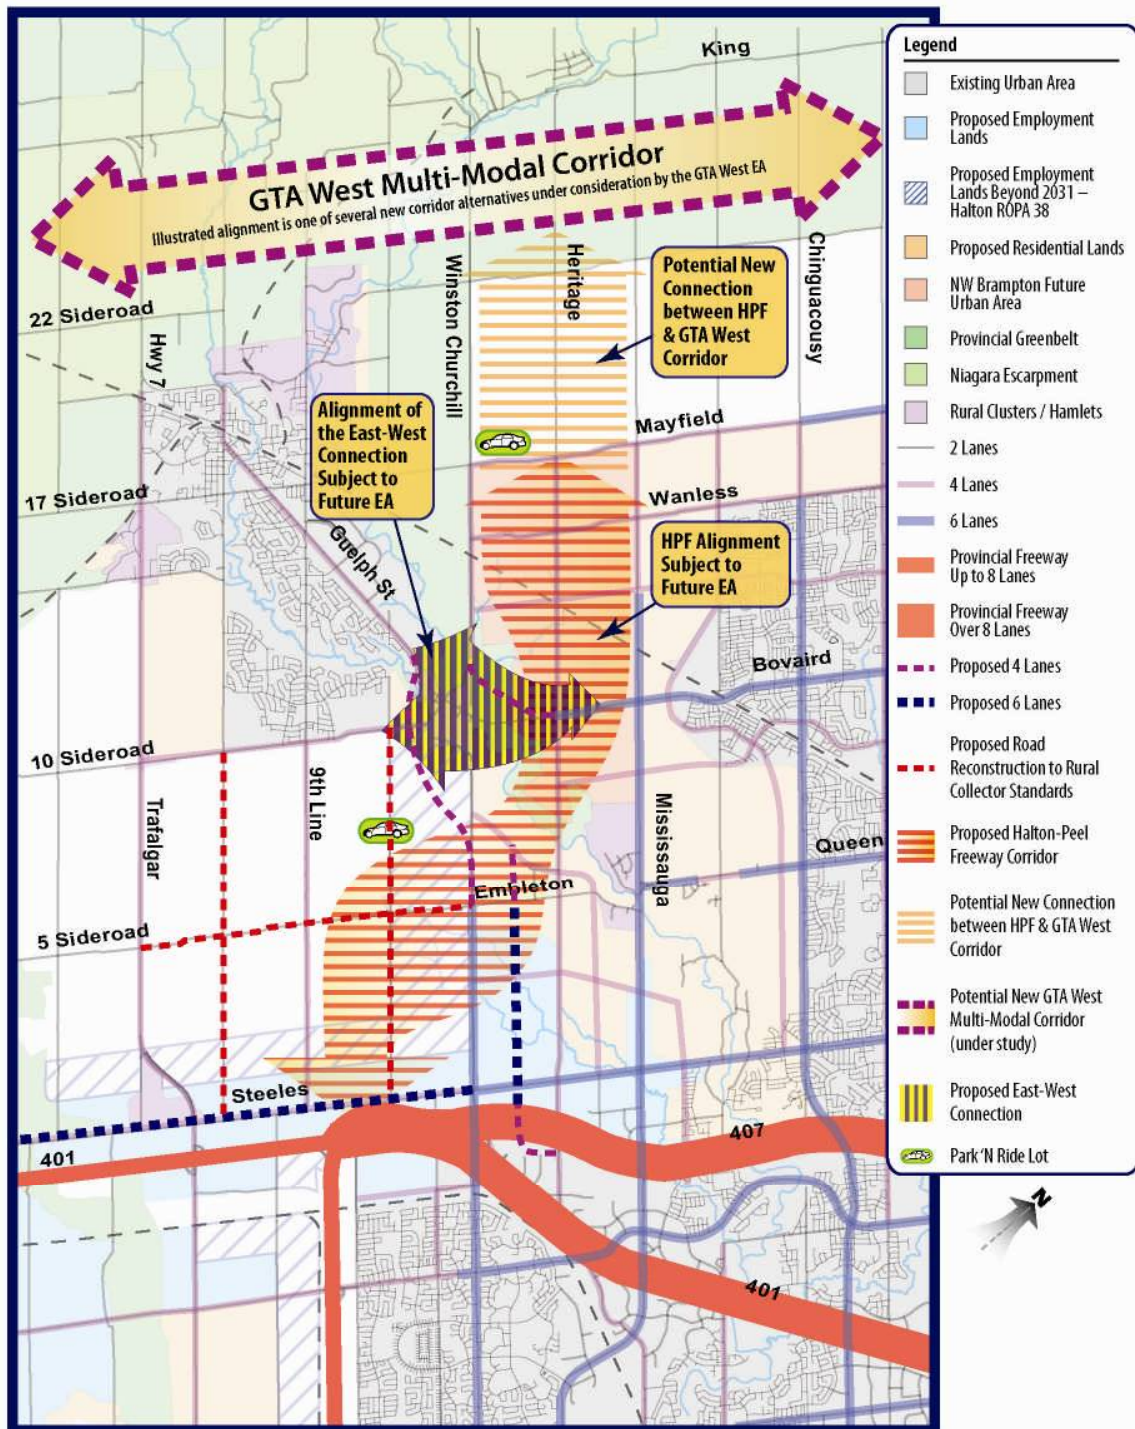 King
GTA West Multi-Modal Corridor
Illustrated alignment is one of several new corridor alternatives under consideration by the GTA West EA
22 Sideroad
Hwy 7
Winston Churchill
Heritage
Chinguacousy
Potential New
Connection
between HPF
& GTA West
Corridor
Alignment of
the East-West
Connection
Subject to
Future EA
Mayfield
17 Sideroad
Wanless
Guelph St
HPF Alignment
Subject to
Future EA
Bovaird
10 Sideroad
Trafalgar
9th Line
Mississauga
Queen
Embleton
5 Sideroad
Steeles
401
407
401
Legend
Existing Urban Area
Proposed Employment
Lands
Proposed Employment
Lands Beyond 2031 –
Halton ROPA 38
Proposed Residential Lands
NW Brampton Future
Urban Area
Provincial Greenbelt
Niagara Escarpment
Rural Clusters / Hamlets
2 Lanes
4 Lanes
6 Lanes
Provincial Freeway
Up to 8 Lanes
Provincial Freeway
Over 8 Lanes
Proposed 4 Lanes
Proposed 6 Lanes
Proposed Road
Reconstruction to Rural
Collector Standards
Proposed Halton-Peel
Freeway Corridor
Potential New Connection
between HPF & GTA West
Corridor
Potential New GTA West
Multi-Modal Corridor
(under study)
Proposed East-West
Connection
Park 'N Ride Lot
N